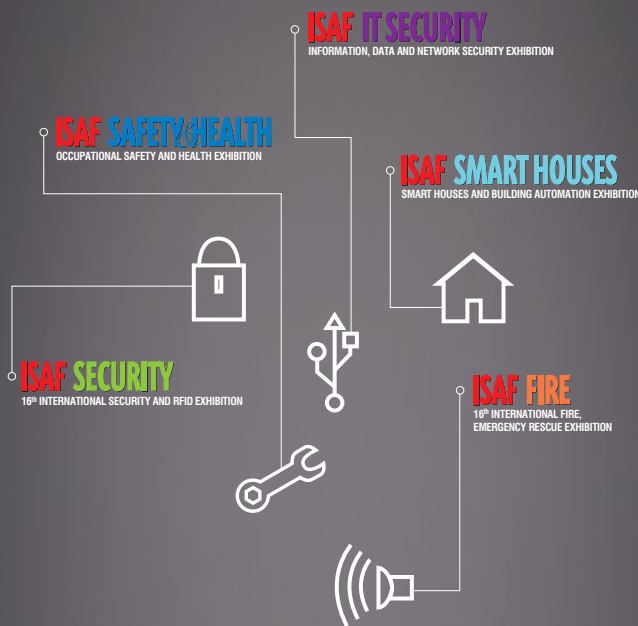 ISAF IT SECURITY
INFORMATION, DATA AND NETWORK SECURITY EXHIBITION
ISAF SAFETY&HEALTH
OCCUPATIONAL SAFETY AND HEALTH EXHIBITION
ISAF SMART HOUSES
SMART HOUSES AND BUILDING AUTOMATION EXHIBITION
ISAF SECURITY
16th INTERNATIONAL SECURITY AND RFID EXHIBITION
ISAF FIRE
16th INTERNATIONAL FIRE,
EMERGENCY RESCUE EXHIBITION